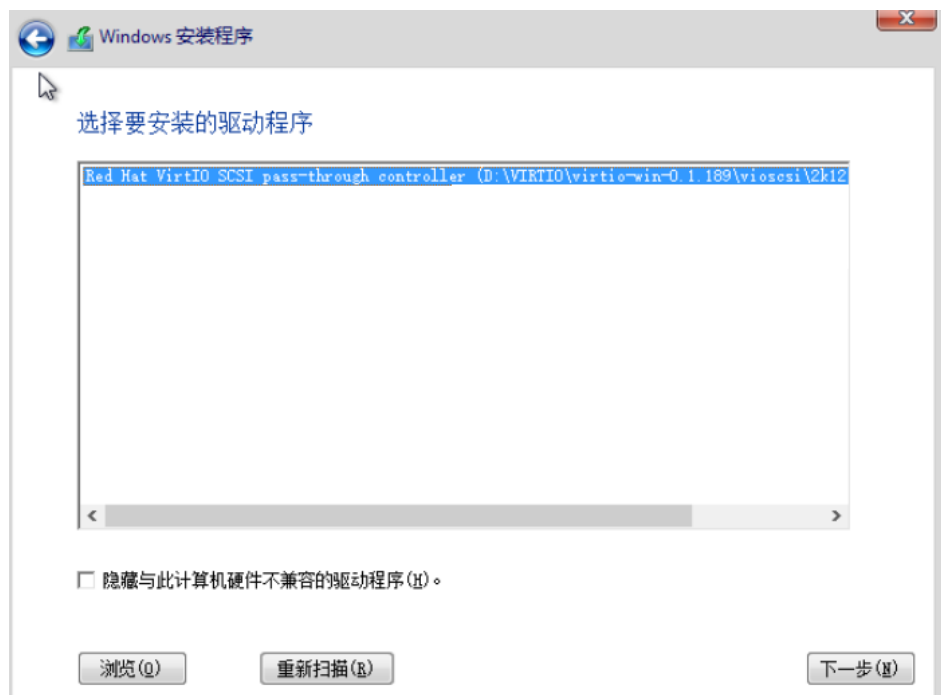 Windows 安装程序
选择要安装的驱动程序
Red Hat VirtIO SCSI pass-through controller (D:\VIRTIO\virtio-win-0.1.189\vioscsi\2k12
隐藏与此计算机硬件不兼容的驱动程序(H)。
浏览(O) 重新扫描(R) 下一步(N)